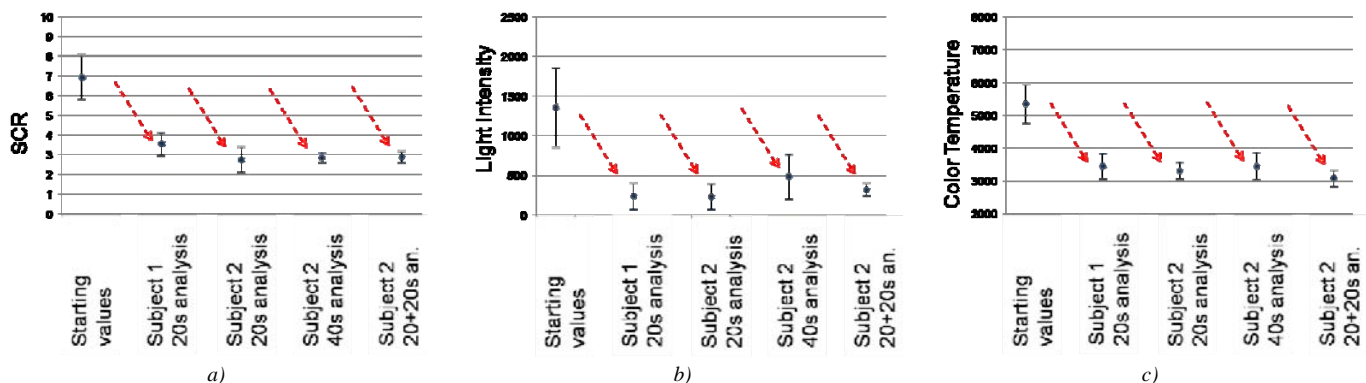 10
9
8
7
6
5
4
3
2
1
0
SCR
Starting
values
Subject 1
20s analysis
Subject 2
20s analysis
Subject 2
40s analysis
Subject 2
20+20s an.
a)
2500
2000
1500
1000
500
0
Light Intensity
Starting
values
Subject 1
20s analysis
Subject 2
20s analysis
Subject 2
40s analysis
Subject 2
20+20s an.
b)
8000
7000
6000
5000
4000
3000
2000
Color Temperature
Starting
values
Subject 1
20s analysis
Subject 2
20s analysis
Subject 2
40s analysis
Subject 2
20+20s an.
c)